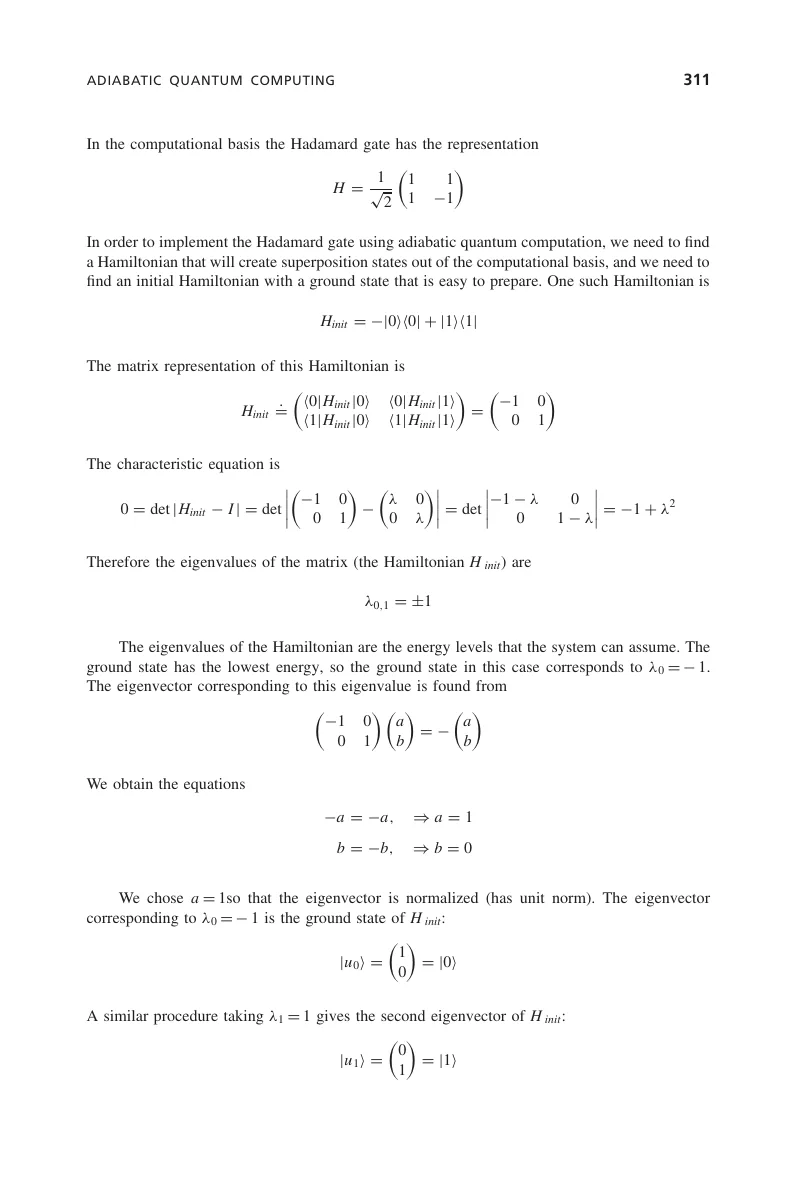 ADIABATIC QUANTUM COMPUTING 311
In the computational basis the Hadamard gate has the representation
H = 1/√2 (1 1
1 −1)
In order to implement the Hadamard gate using adiabatic quantum computation, we need to find
a Hamiltonian that will create superposition states out of the computational basis, and we need to
find an initial Hamiltonian with a ground state that is easy to prepare. One such Hamiltonian is
H_init = −|0⟩⟨0| + |1⟩⟨1|
The matrix representation of this Hamiltonian is
H_init ≐ (⟨0|H_init|0⟩ ⟨0|H_init|1⟩
⟨1|H_init|0⟩ ⟨1|H_init|1⟩) = (−1 0
0 1)
The characteristic equation is
0 = det |H_init − I| = det |(−1 0
0 1) − (λ 0
0 λ)| = det |−1 − λ 0
0 1 − λ| = −1 + λ²
Therefore the eigenvalues of the matrix (the Hamiltonian H_init) are
λ₀,₁ = ±1
The eigenvalues of the Hamiltonian are the energy levels that the system can assume. The
ground state has the lowest energy, so the ground state in this case corresponds to λ₀ = − 1.
The eigenvector corresponding to this eigenvalue is found from
(−1 0
0 1) (a
b) = − (a
b)
We obtain the equations
−a = −a, ⇒ a = 1
b = −b, ⇒ b = 0
We chose a = 1so that the eigenvector is normalized (has unit norm). The eigenvector
corresponding to λ₀ = − 1 is the ground state of H_init:
|u₀⟩ = (1
0) = |0⟩
A similar procedure taking λ₁ = 1 gives the second eigenvector of H_init:
|u₁⟩ = (0
1) = |1⟩